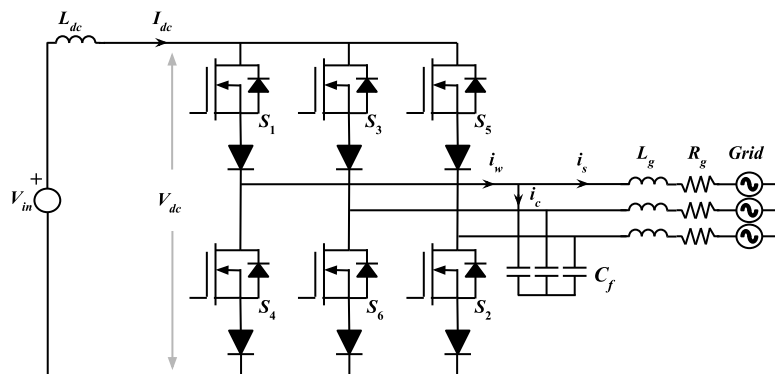 L_dc I_dc
S_1 S_3 S_5
i_w i_s L_g R_g Grid
+
V_in V_dc i_c
C_f
S_4 S_6 S_2